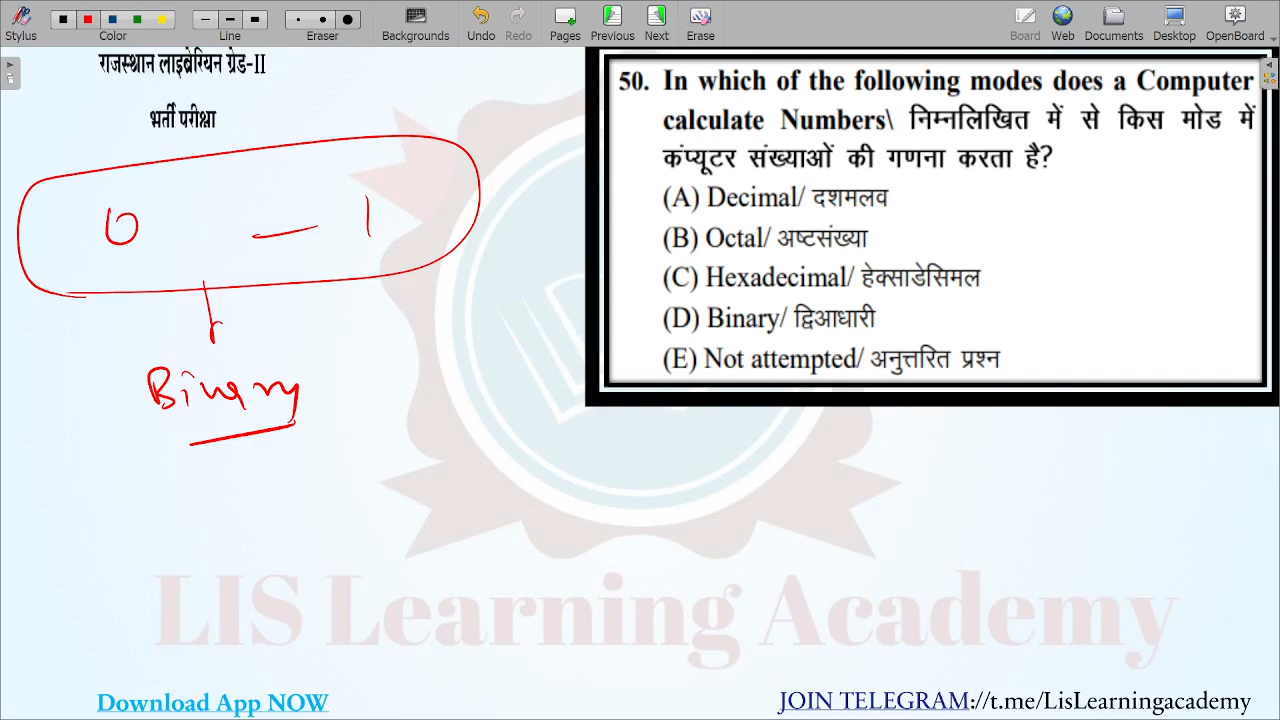 Stylus
Color
Line
Eraser
Backgrounds
Undo
Redo
Pages
Previous
Next
Erase
Board
Web
Documents
Desktop
OpenBoard
राजस्थान लाइब्रेरियन ग्रेड-II
भर्ती परीक्षा
0 — 1
Binary
50. In which of the following modes does a Computer
calculate Numbers\ निम्नलिखित में से किस मोड में
कंप्यूटर संख्याओं की गणना करता है?
(A) Decimal/ दशमलव
(B) Octal/ अष्टसंख्या
(C) Hexadecimal/ हेक्साडेसिमल
(D) Binary/ द्विआधारी
(E) Not attempted/ अनुत्तरित प्रश्न
LIS Learning Academy
Download App NOW
JOIN TELEGRAM://t.me/LisLearningacademy